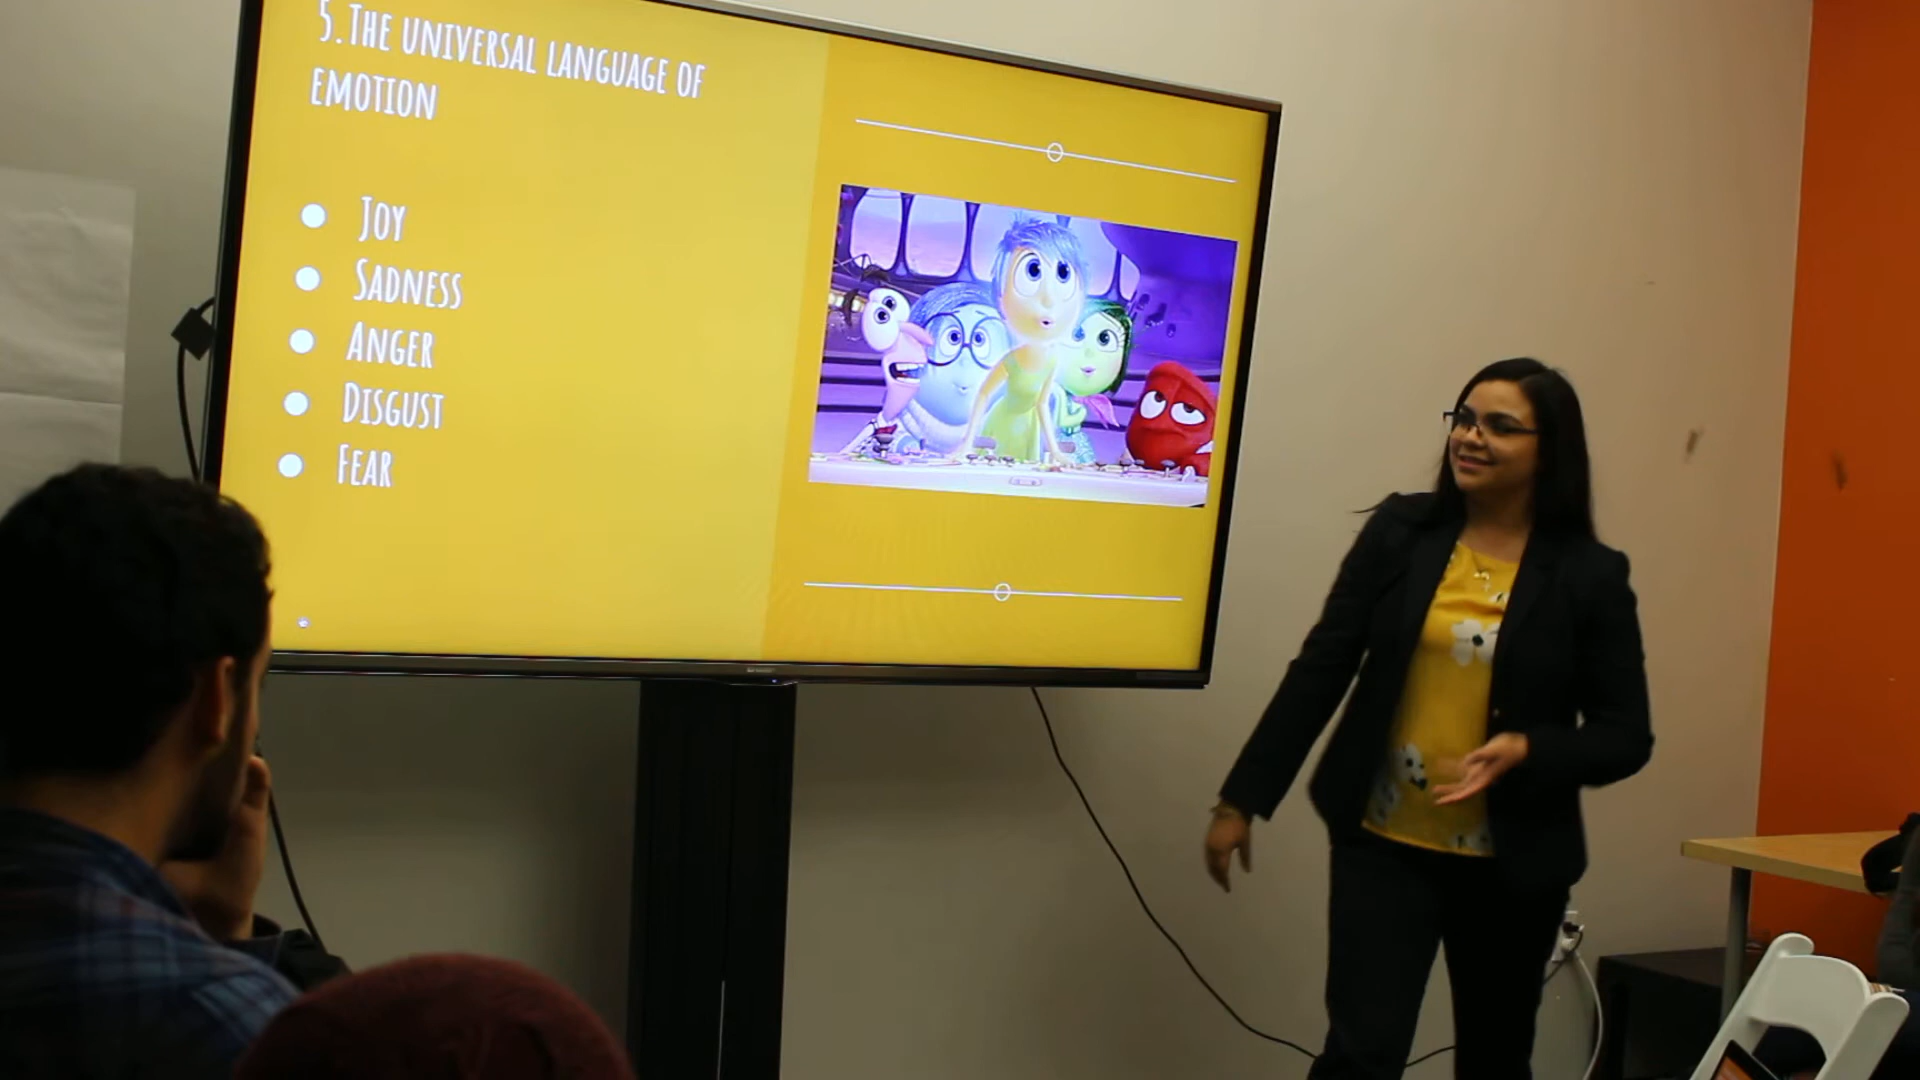 5. The universal language of
emotion
Joy
Sadness
Anger
Disgust
Fear